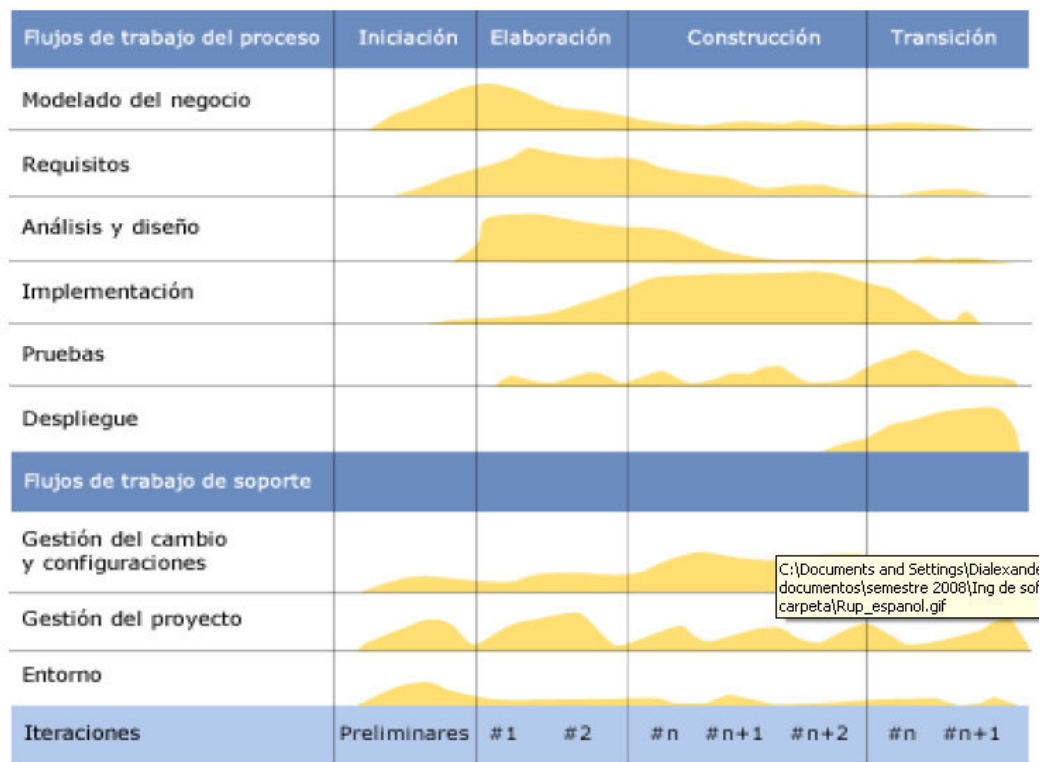 Flujos de trabajo del proceso Iniciación Elaboración Construcción Transición
Modelado del negocio
Requisitos
Análisis y diseño
Implementación
Pruebas
Despliegue
Flujos de trabajo de soporte
Gestión del cambio
y configuraciones
C:\Documents and Settings\Dialexande
documentos\semestre 2008\Ing de sof
carpeta\Rup_espanol.gif
Gestión del proyecto
Entorno
Iteraciones Preliminares #1 #2 #n #n+1 #n+2 #n #n+1